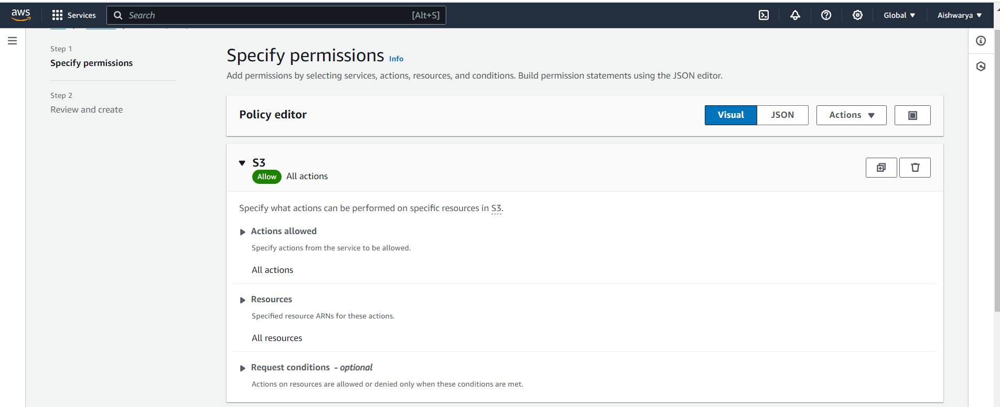 aws
Services
Search
[Alt+S]
Global
Aishwarya
Step 1
Specify permissions
Step 2
Review and create
Specify permissions Info
Add permissions by selecting services, actions, resources, and conditions. Build permission statements using the JSON editor.
Policy editor
Visual
JSON
Actions
S3
Allow All actions
Specify what actions can be performed on specific resources in S3.
Actions allowed
Specify actions from the service to be allowed.
All actions
Resources
Specified resource ARNs for these actions.
All resources
Request conditions - optional
Actions on resources are allowed or denied only when these conditions are met.